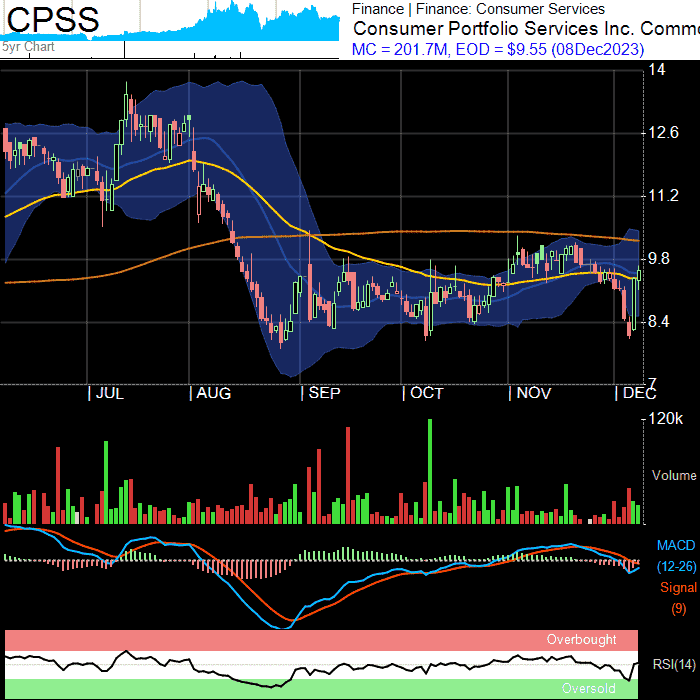 CPSS
5yr Chart
Finance | Finance: Consumer Services
Consumer Portfolio Services Inc. Commo
MC = 201.7M, EOD = $9.55 (08Dec2023)
14
12.6
11.2
9.8
8.4
7
| JUL | AUG | SEP | OCT | NOV | DEC
120k
Volume
MACD
(12-26)
Signal
(9)
Overbought
RSI(14)
Oversold